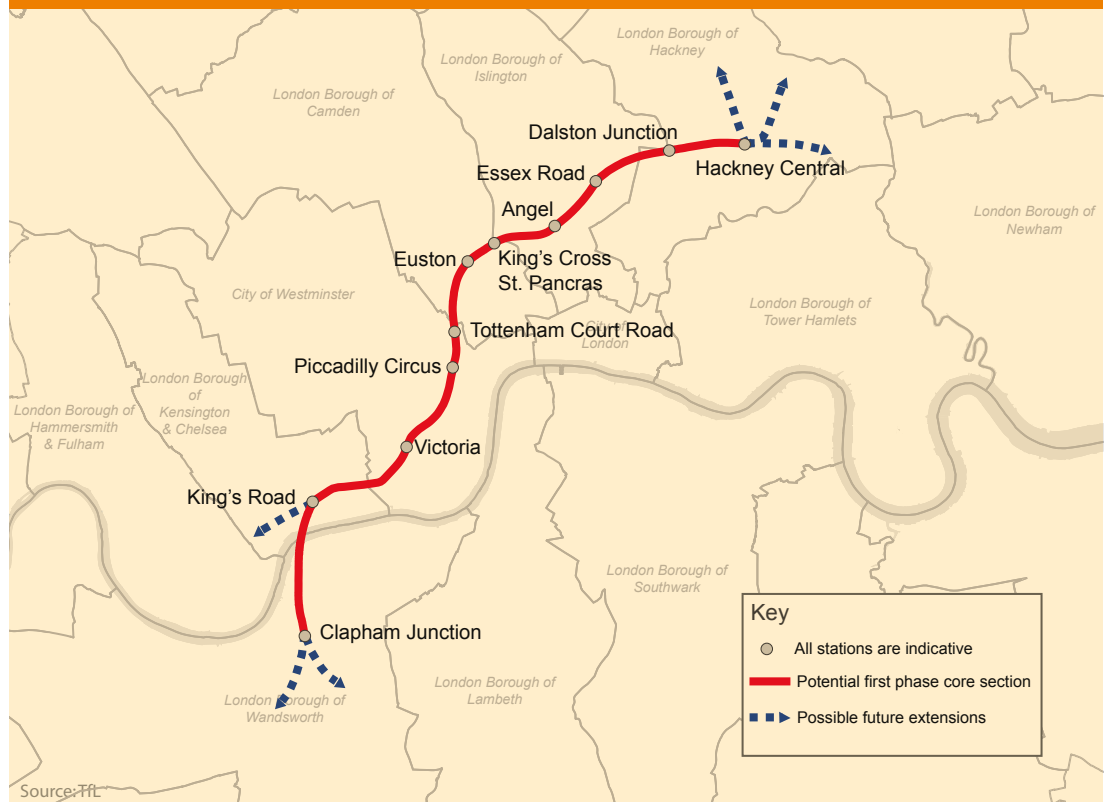 London Borough of
Hackney
London Borough of
Islington
London Borough of
Camden
Dalston Junction
Hackney Central
Essex Road
Angel
London Borough of
Newham
King's Cross
St. Pancras
Euston
City of Westminster
London Borough of
Tower Hamlets
Tottenham Court Road
City of
London
Piccadilly Circus
London Borough
of
Kensington
& Chelsea
London Borough of
Hammersmith
& Fulham
Victoria
King's Road
London Borough of
Southwark
Clapham Junction
London Borough of
Lambeth
London Borough of
Wandsworth
Key
All stations are indicative
Potential first phase core section
Possible future extensions
Source:TfL